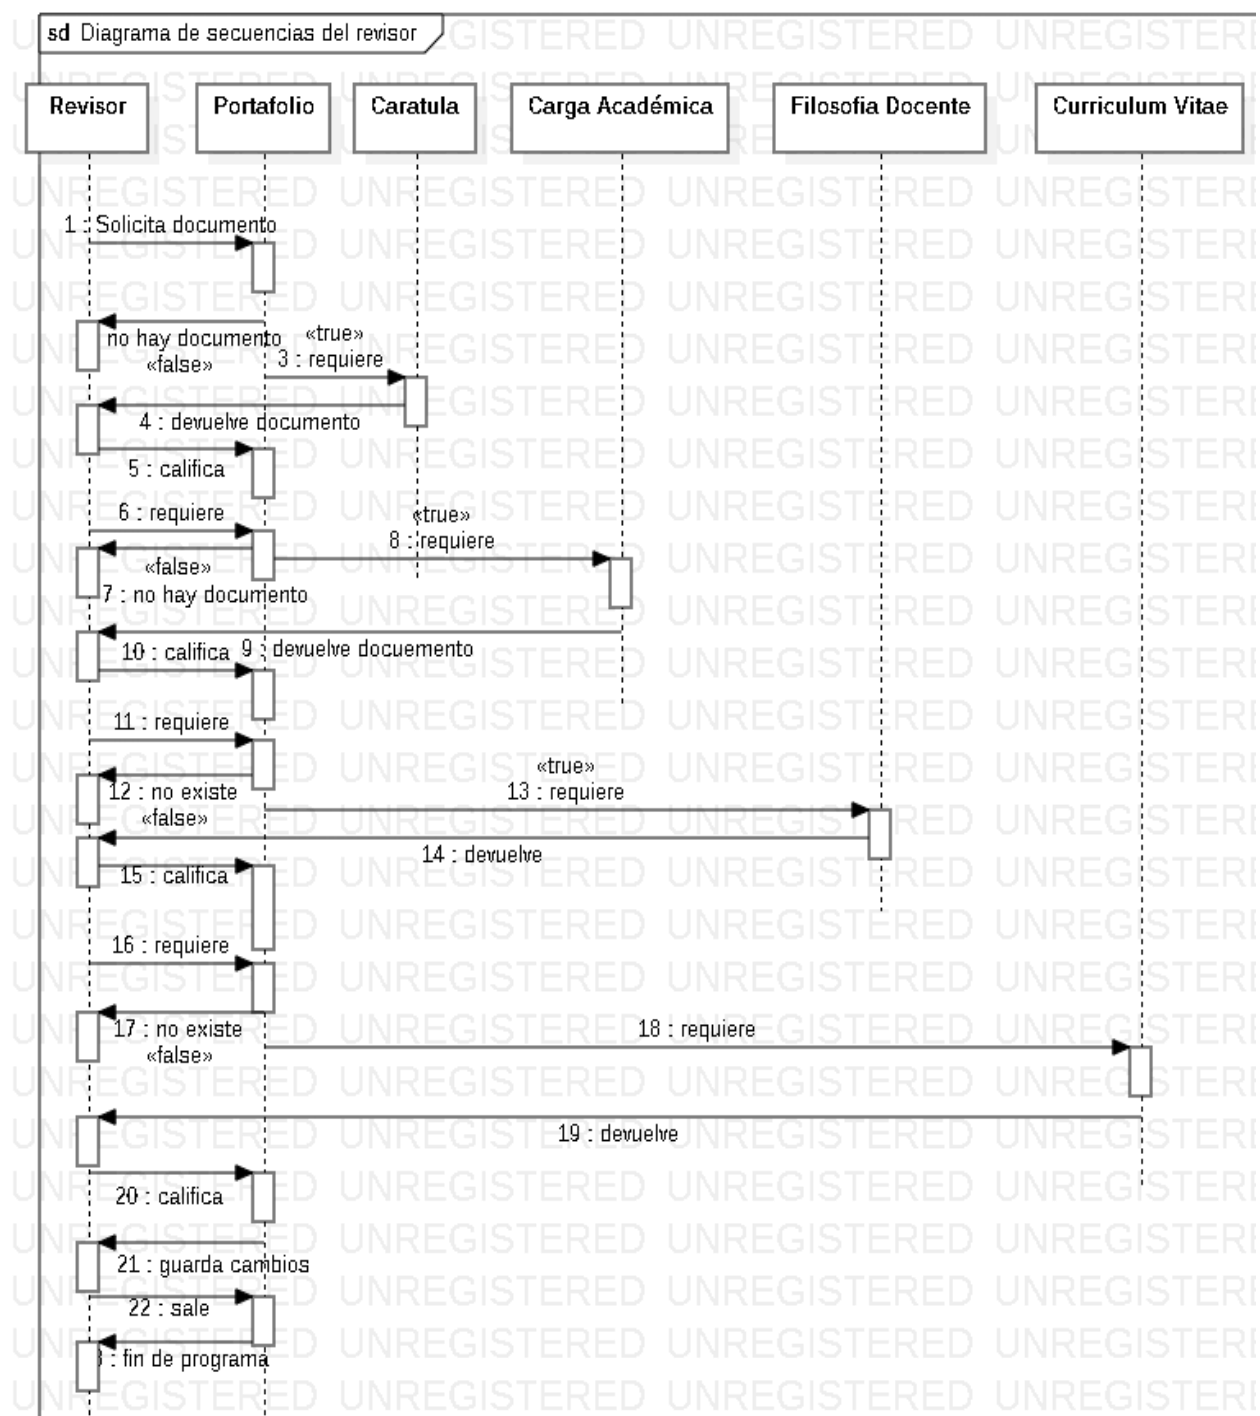 sd Diagrama de secuencias del revisor
Revisor
Portafolio
Caratula
Carga Académica
Filosofia Docente
Curriculum Vitae
1 : Solicita documento
no hay documento
«false»
«true»
3 : requiere
4 : devuelve documento
5 : califica
6 : requiere
«true»
8 : requiere
«false»
7 : no hay documento
9 : devuelve docuemento
10 : califica
11 : requiere
12 : no existe
«false»
«true»
13 : requiere
14 : devuelve
15 : califica
16 : requiere
17 : no existe
«false»
18 : requiere
19 : devuelve
20 : califica
21 : guarda cambios
22 : sale
: fin de programa
UNREGISTERED